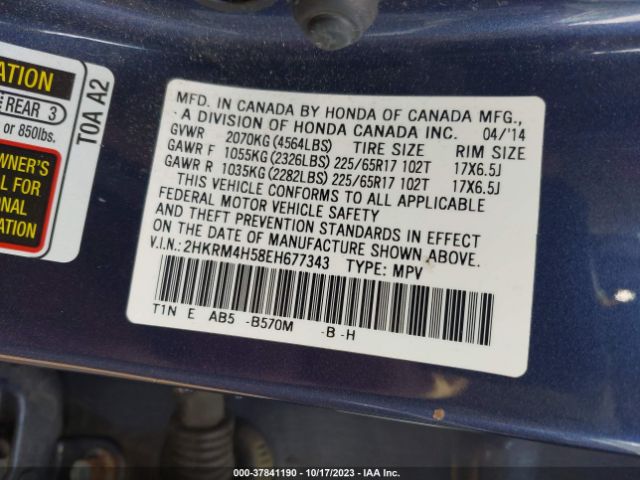 ATION
REAR 3
or 850lbs.
TOA A2
WNER'S
L FOR
ONAL
ATION
MFD. IN CANADA BY HONDA OF CANADA MFG.,
A DIVISION OF HONDA CANADA INC. 04/'14
GVWR 2070KG (4564LBS) TIRE SIZE RIM SIZE
GAWR F 1055KG (2326LBS) 225/65R17 102T 17X6.5J
GAWR R 1035KG (2282LBS) 225/65R17 102T 17X6.5J
THIS VEHICLE CONFORMS TO ALL APPLICABLE
FEDERAL MOTOR VEHICLE SAFETY
AND THEFT PREVENTION STANDARDS IN EFFECT
ON THE DATE OF MANUFACTURE SHOWN ABOVE.
V.I.N.: 2HKRM4H58EH677343 TYPE: MPV
T1N E AB5 -B570M -B -H
000-37841190 - 10/17/2023 - IAA Inc.